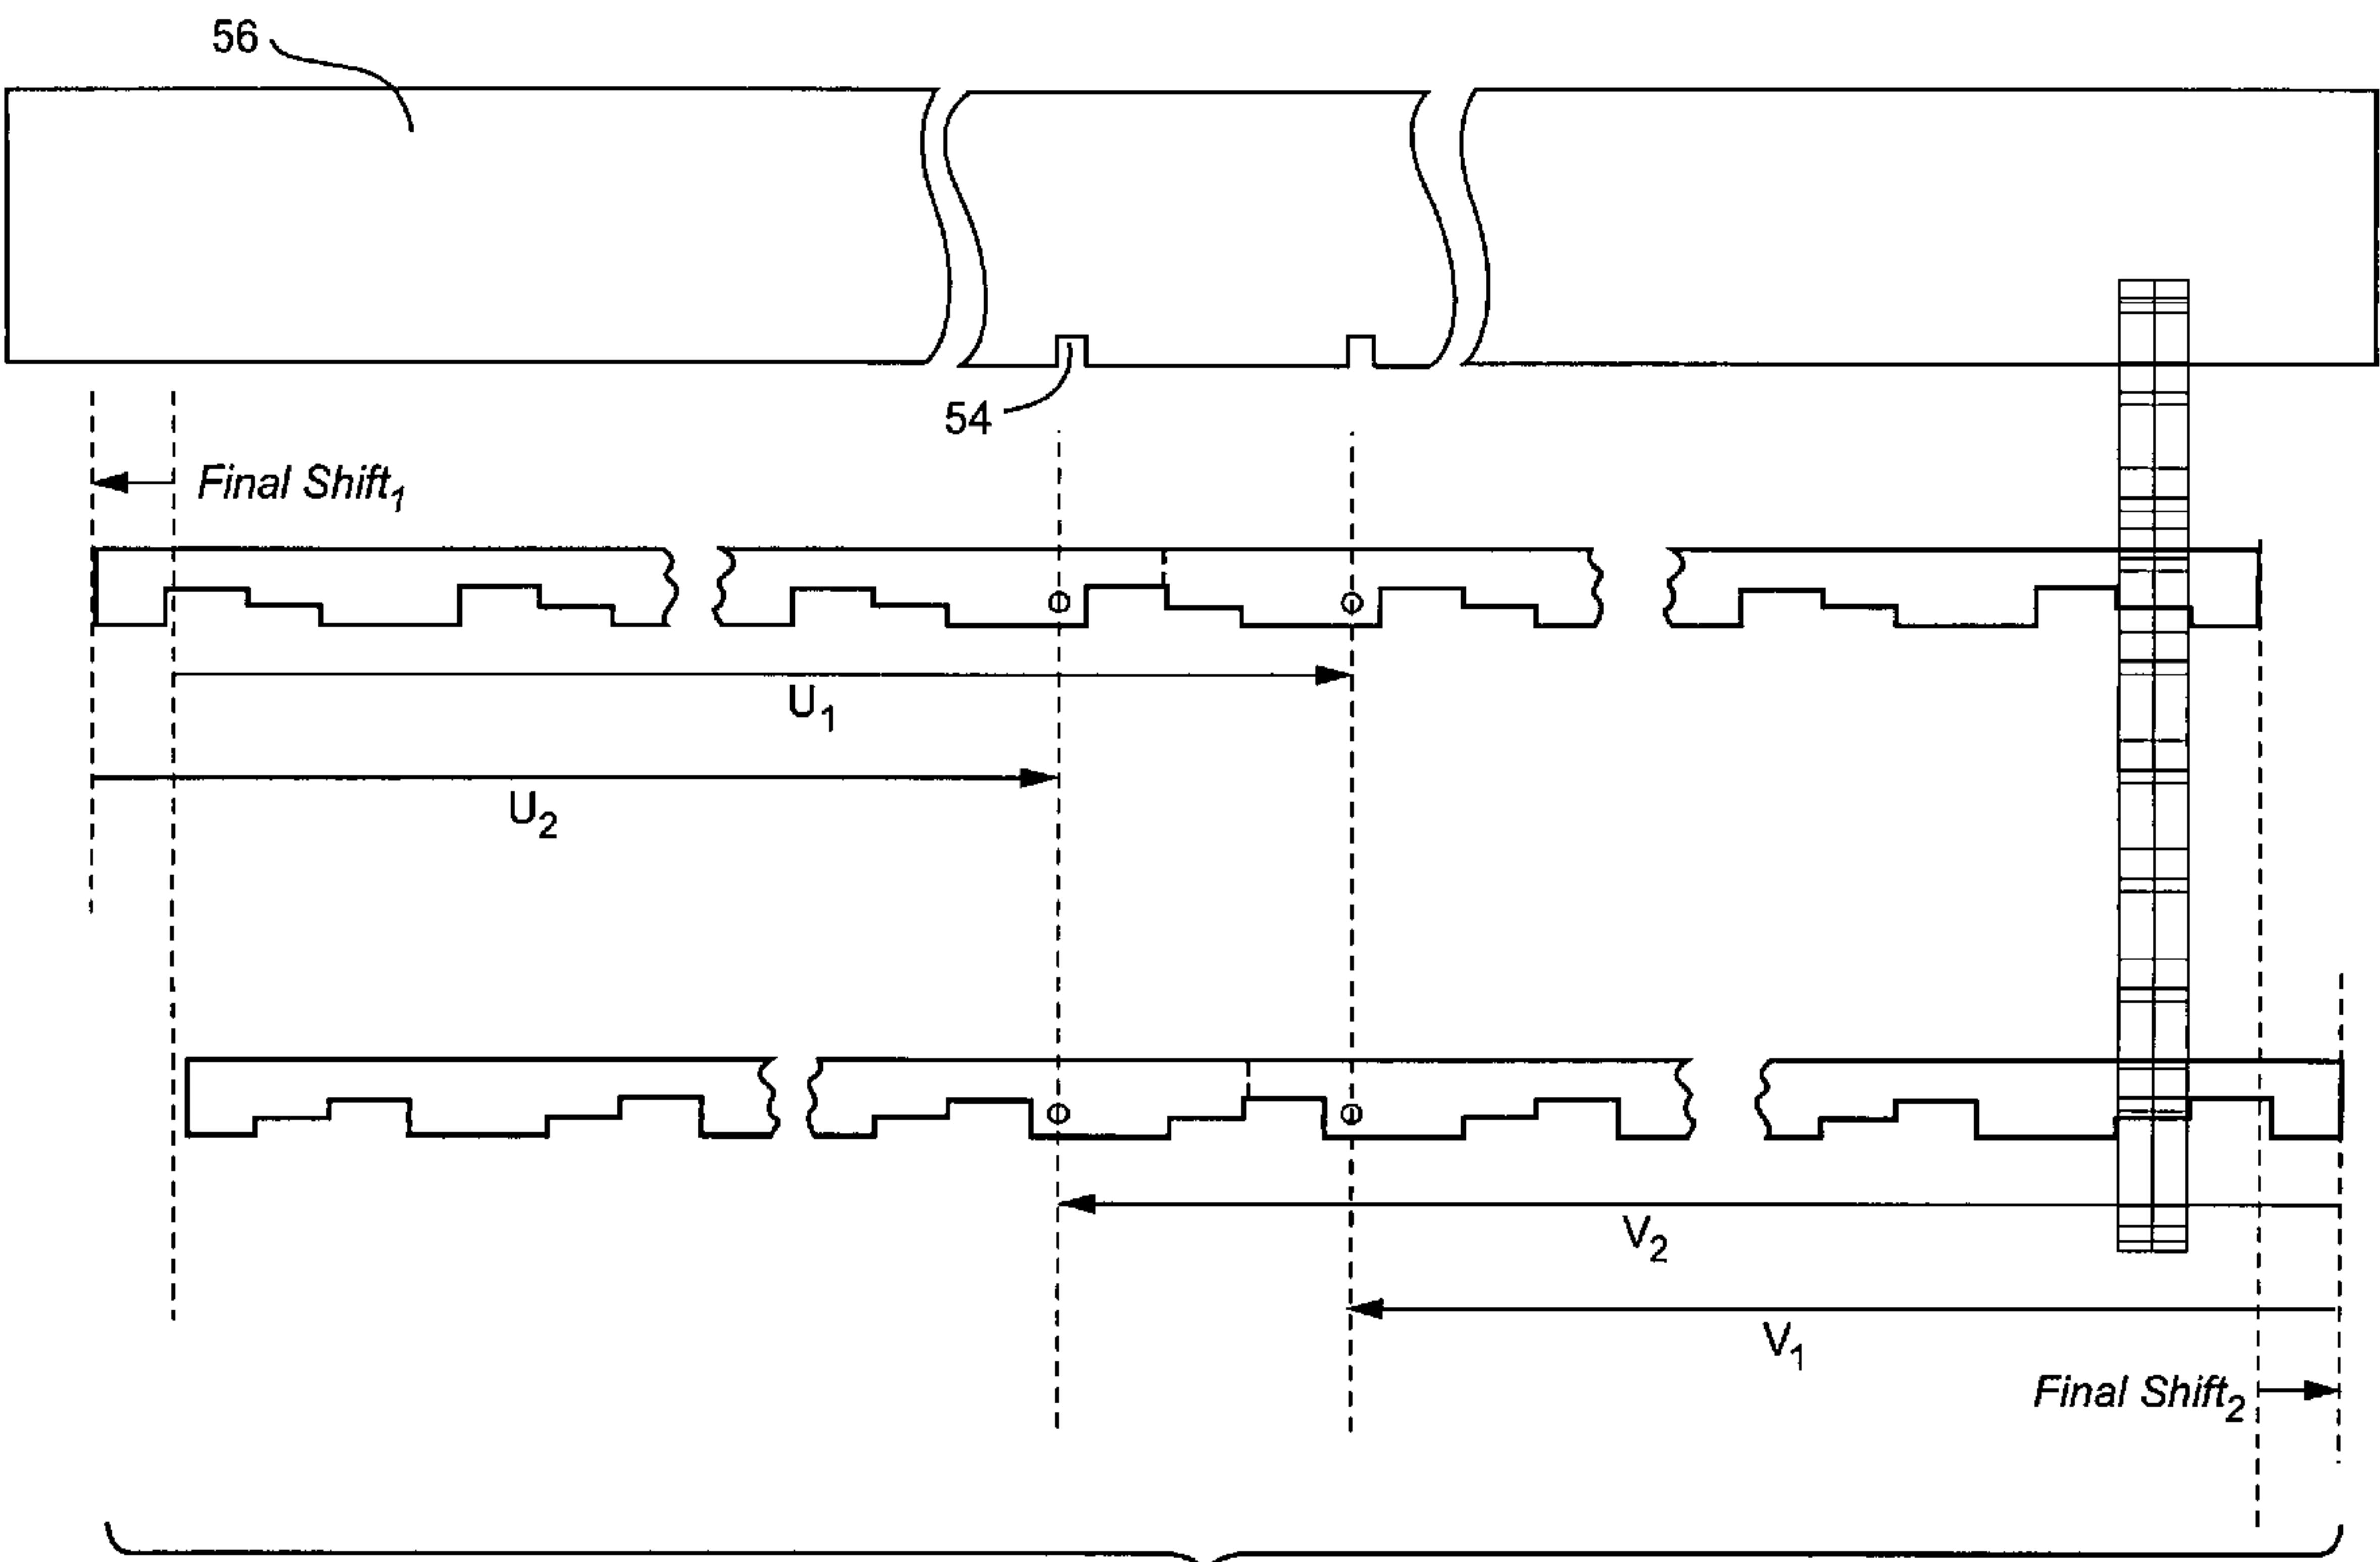 56
54
Final Shift₁
U₁
U₂
V₂
V₁
Final Shift₂